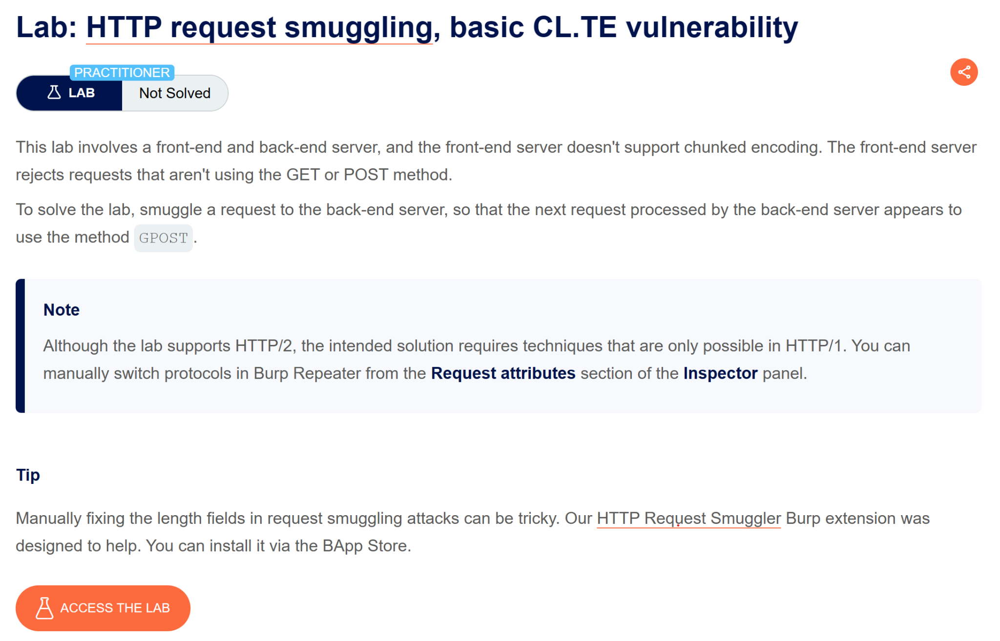 Lab: HTTP request smuggling, basic CL.TE vulnerability
PRACTITIONER
LAB
Not Solved
This lab involves a front-end and back-end server, and the front-end server doesn't support chunked encoding. The front-end server
rejects requests that aren't using the GET or POST method.
To solve the lab, smuggle a request to the back-end server, so that the next request processed by the back-end server appears to
use the method GPOST.
Note
Although the lab supports HTTP/2, the intended solution requires techniques that are only possible in HTTP/1. You can
manually switch protocols in Burp Repeater from the Request attributes section of the Inspector panel.
Tip
Manually fixing the length fields in request smuggling attacks can be tricky. Our HTTP Request Smuggler Burp extension was
designed to help. You can install it via the BApp Store.
ACCESS THE LAB